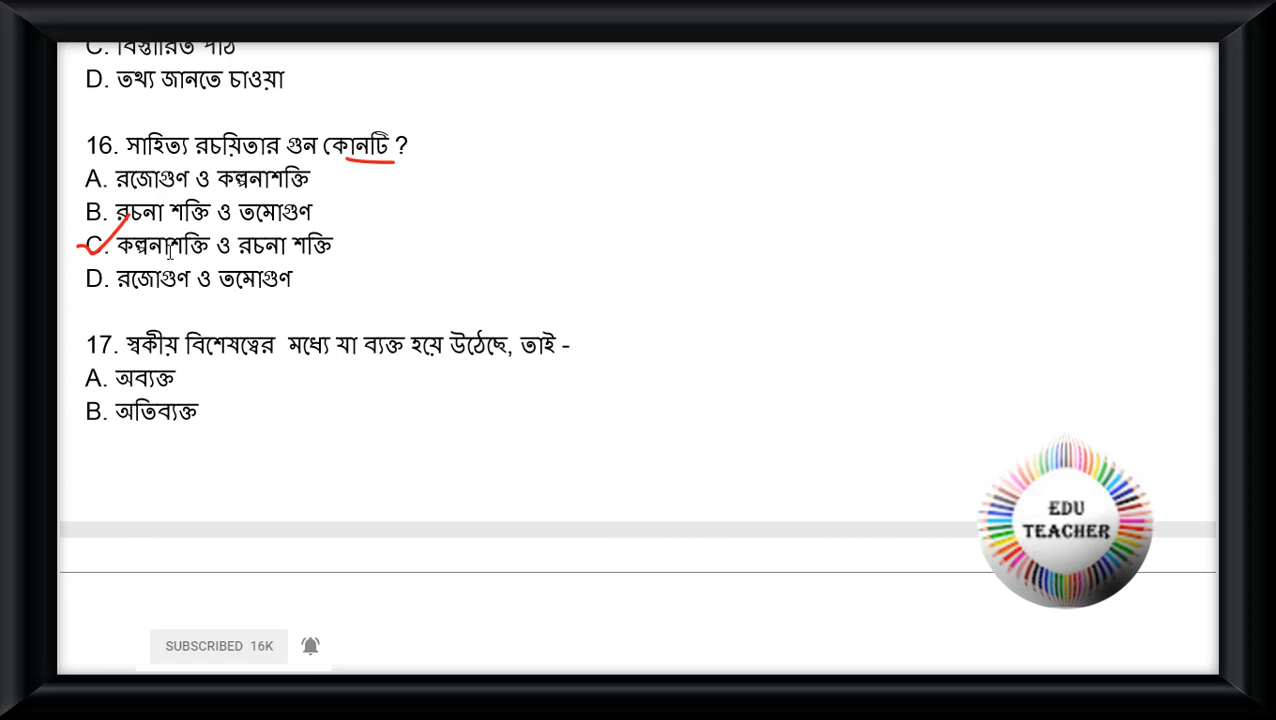 C. বিস্তারিত পাঠ
D. তথ্য জানতে চাওয়া
16. সাহিত্য রচয়িতার গুন কোনটি ?
A. রজোগুণ ও কল্পনাশক্তি
B. রচনা শক্তি ও তমোগুণ
C. কল্পনাশক্তি ও রচনা শক্তি
D. রজোগুণ ও তমোগুণ
17. স্বকীয় বিশেষত্বের মধ্যে যা ব্যক্ত হয়ে উঠেছে, তাই -
A. অব্যক্ত
B. অতিব্যক্ত
EDU
TEACHER
SUBSCRIBED 16K